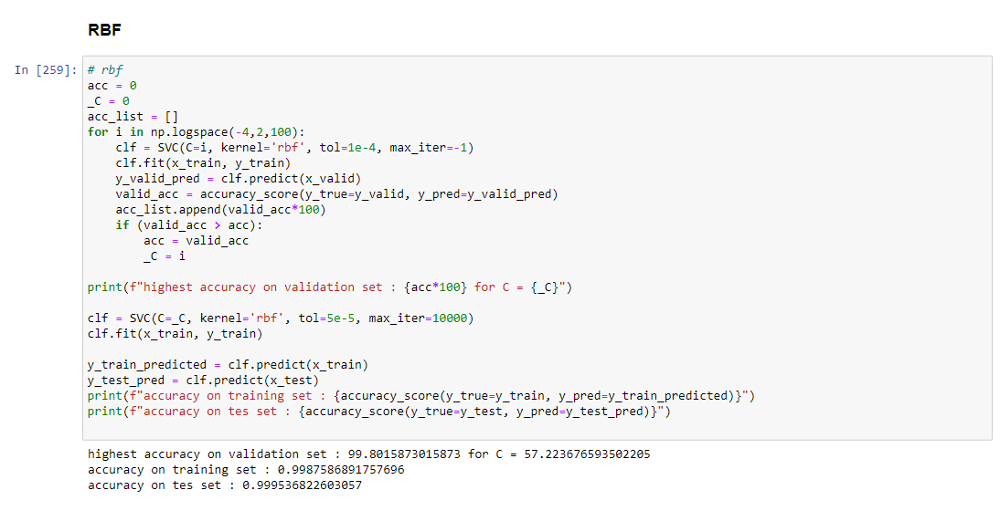 RBF
In [259]: # rbf
acc = 0
_C = 0
acc_list = []
for i in np.logspace(-4,2,100):
    clf = SVC(C=i, kernel='rbf', tol=1e-4, max_iter=-1)
    clf.fit(x_train, y_train)
    y_valid_pred = clf.predict(x_valid)
    valid_acc = accuracy_score(y_true=y_valid, y_pred=y_valid_pred)
    acc_list.append(valid_acc*100)
    if (valid_acc > acc):
        acc = valid_acc
        _C = i
print(f"highest accuracy on validation set : {acc*100} for C = {_C}")
clf = SVC(C=_C, kernel='rbf', tol=5e-5, max_iter=10000)
clf.fit(x_train, y_train)
y_train_predicted = clf.predict(x_train)
y_test_pred = clf.predict(x_test)
print(f"accuracy on training set : {accuracy_score(y_true=y_train, y_pred=y_train_predicted)}")
print(f"accuracy on tes set : {accuracy_score(y_true=y_test, y_pred=y_test_pred)}")
highest accuracy on validation set : 99.8015873015873 for C = 57.223676593502205
accuracy on training set : 0.9987586891757696
accuracy on tes set : 0.999536822603057